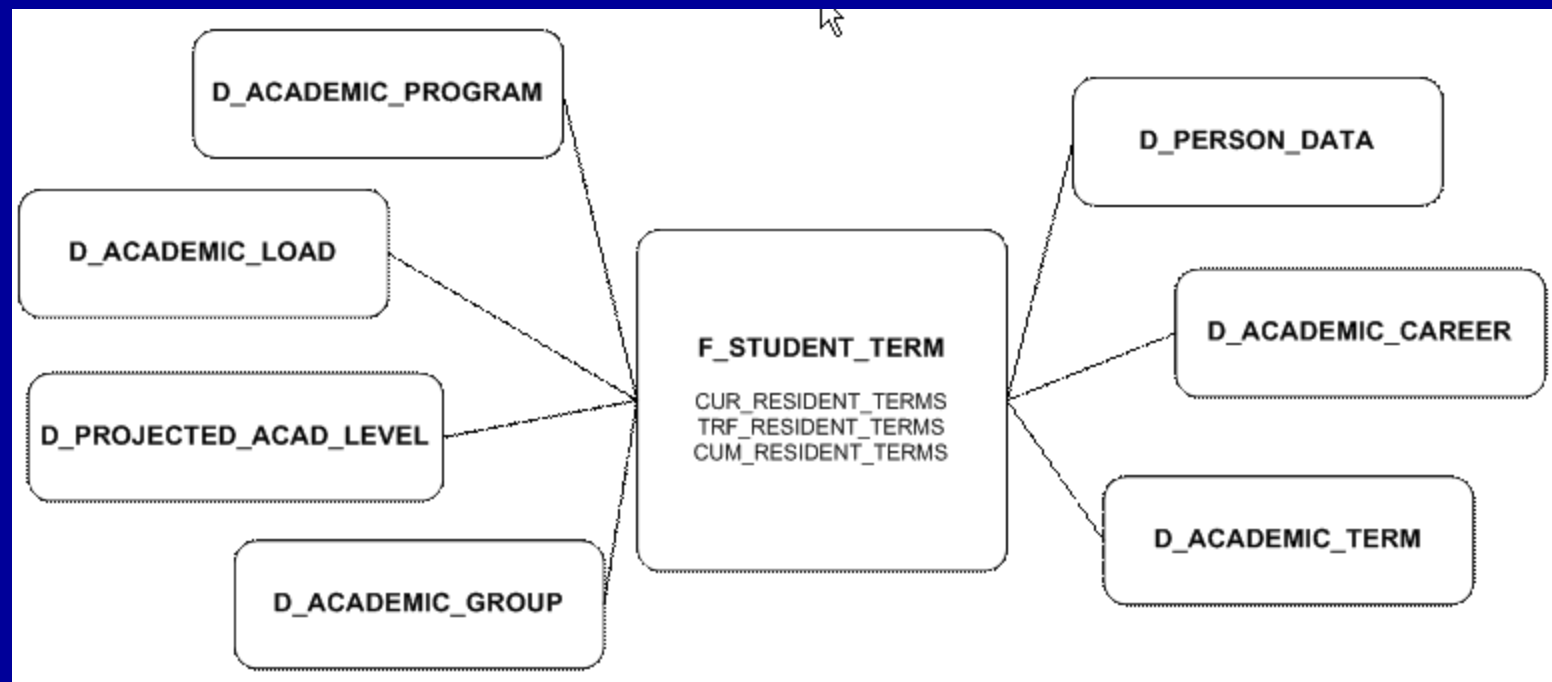 D_ACADEMIC_PROGRAM
D_ACADEMIC_LOAD
D_PROJECTED_ACAD_LEVEL
D_ACADEMIC_GROUP
F_STUDENT_TERM
CUR_RESIDENT_TERMS
TRF_RESIDENT_TERMS
CUM_RESIDENT_TERMS
D_PERSON_DATA
D_ACADEMIC_CAREER
D_ACADEMIC_TERM